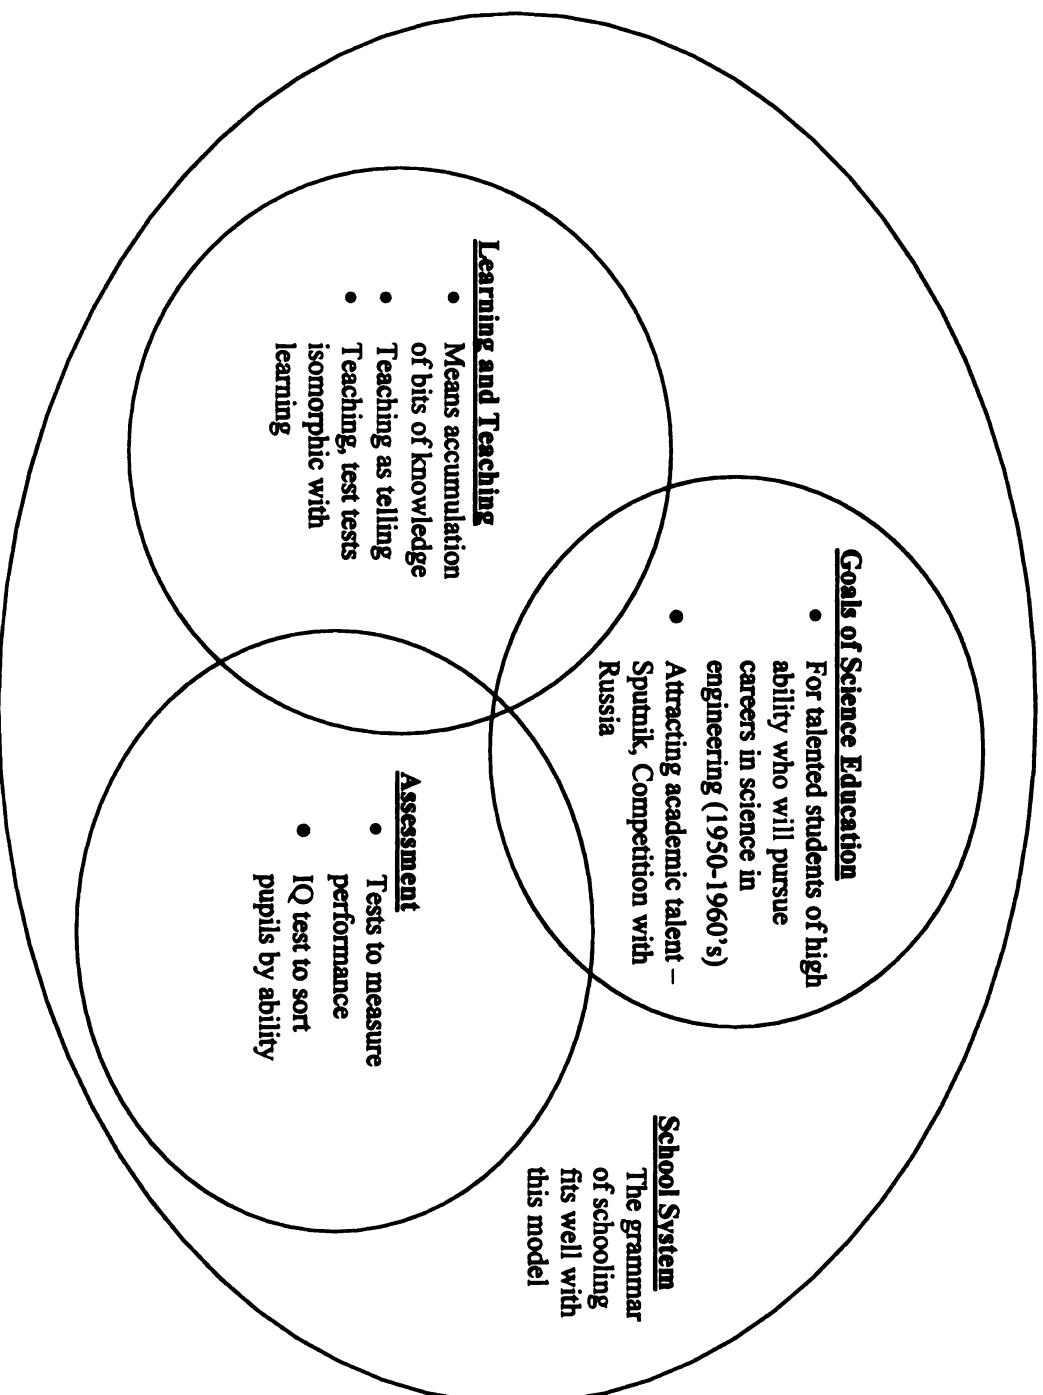 Goals of Science Education
• For talented students of high
ability who will pursue
careers in science in
engineering (1950-1960's)
• Attracting academic talent –
Sputnik, Competition with
Russia
Learning and Teaching
• Means accumulation
of bits of knowledge
• Teaching as telling
• Teaching, test tests
isomorphic with
learning
Assessment
• Tests to measure
performance
• IQ test to sort
pupils by ability
School System
The grammar
of schooling
fits well with
this model